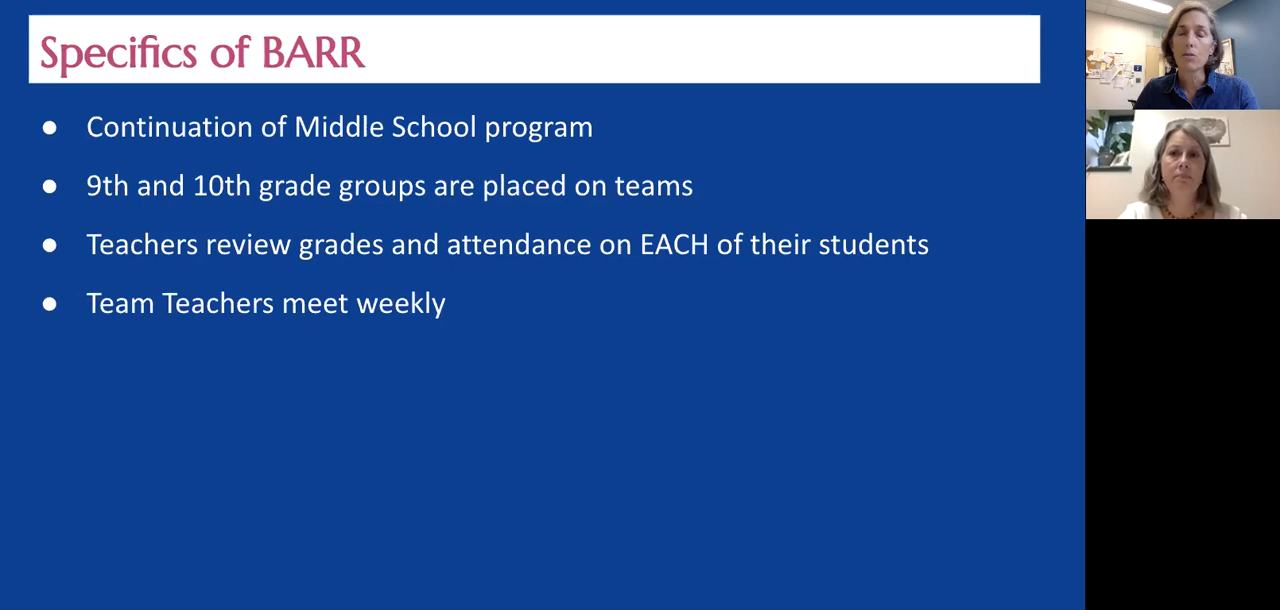 Specifics of BARR
● Continuation of Middle School program
● 9th and 10th grade groups are placed on teams
● Teachers review grades and attendance on EACH of their students
● Team Teachers meet weekly